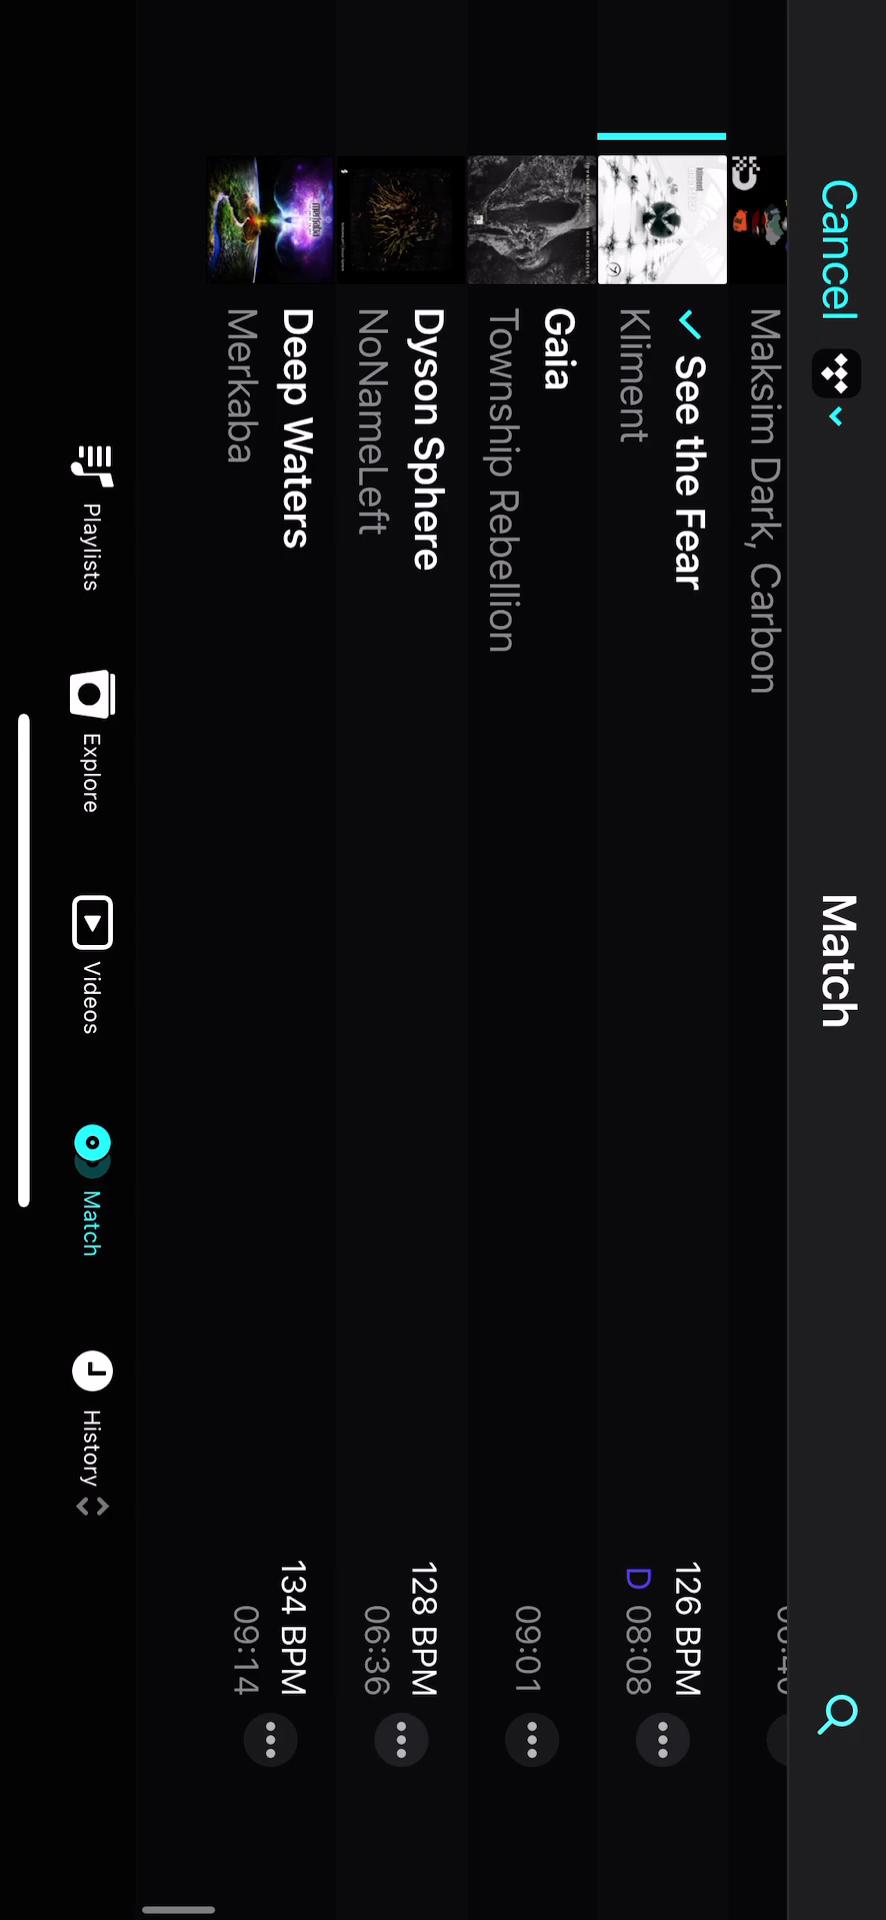 Cancel
Match
Maksim Dark, Carbon
See the Fear
126 BPM
Kliment
D 08:08
Gaia
Township Rebellion
09:01
Dyson Sphere
128 BPM
NoNameLeft
06:36
Deep Waters
134 BPM
Merkaba
09:14
Playlists
Explore
Videos
Match
History